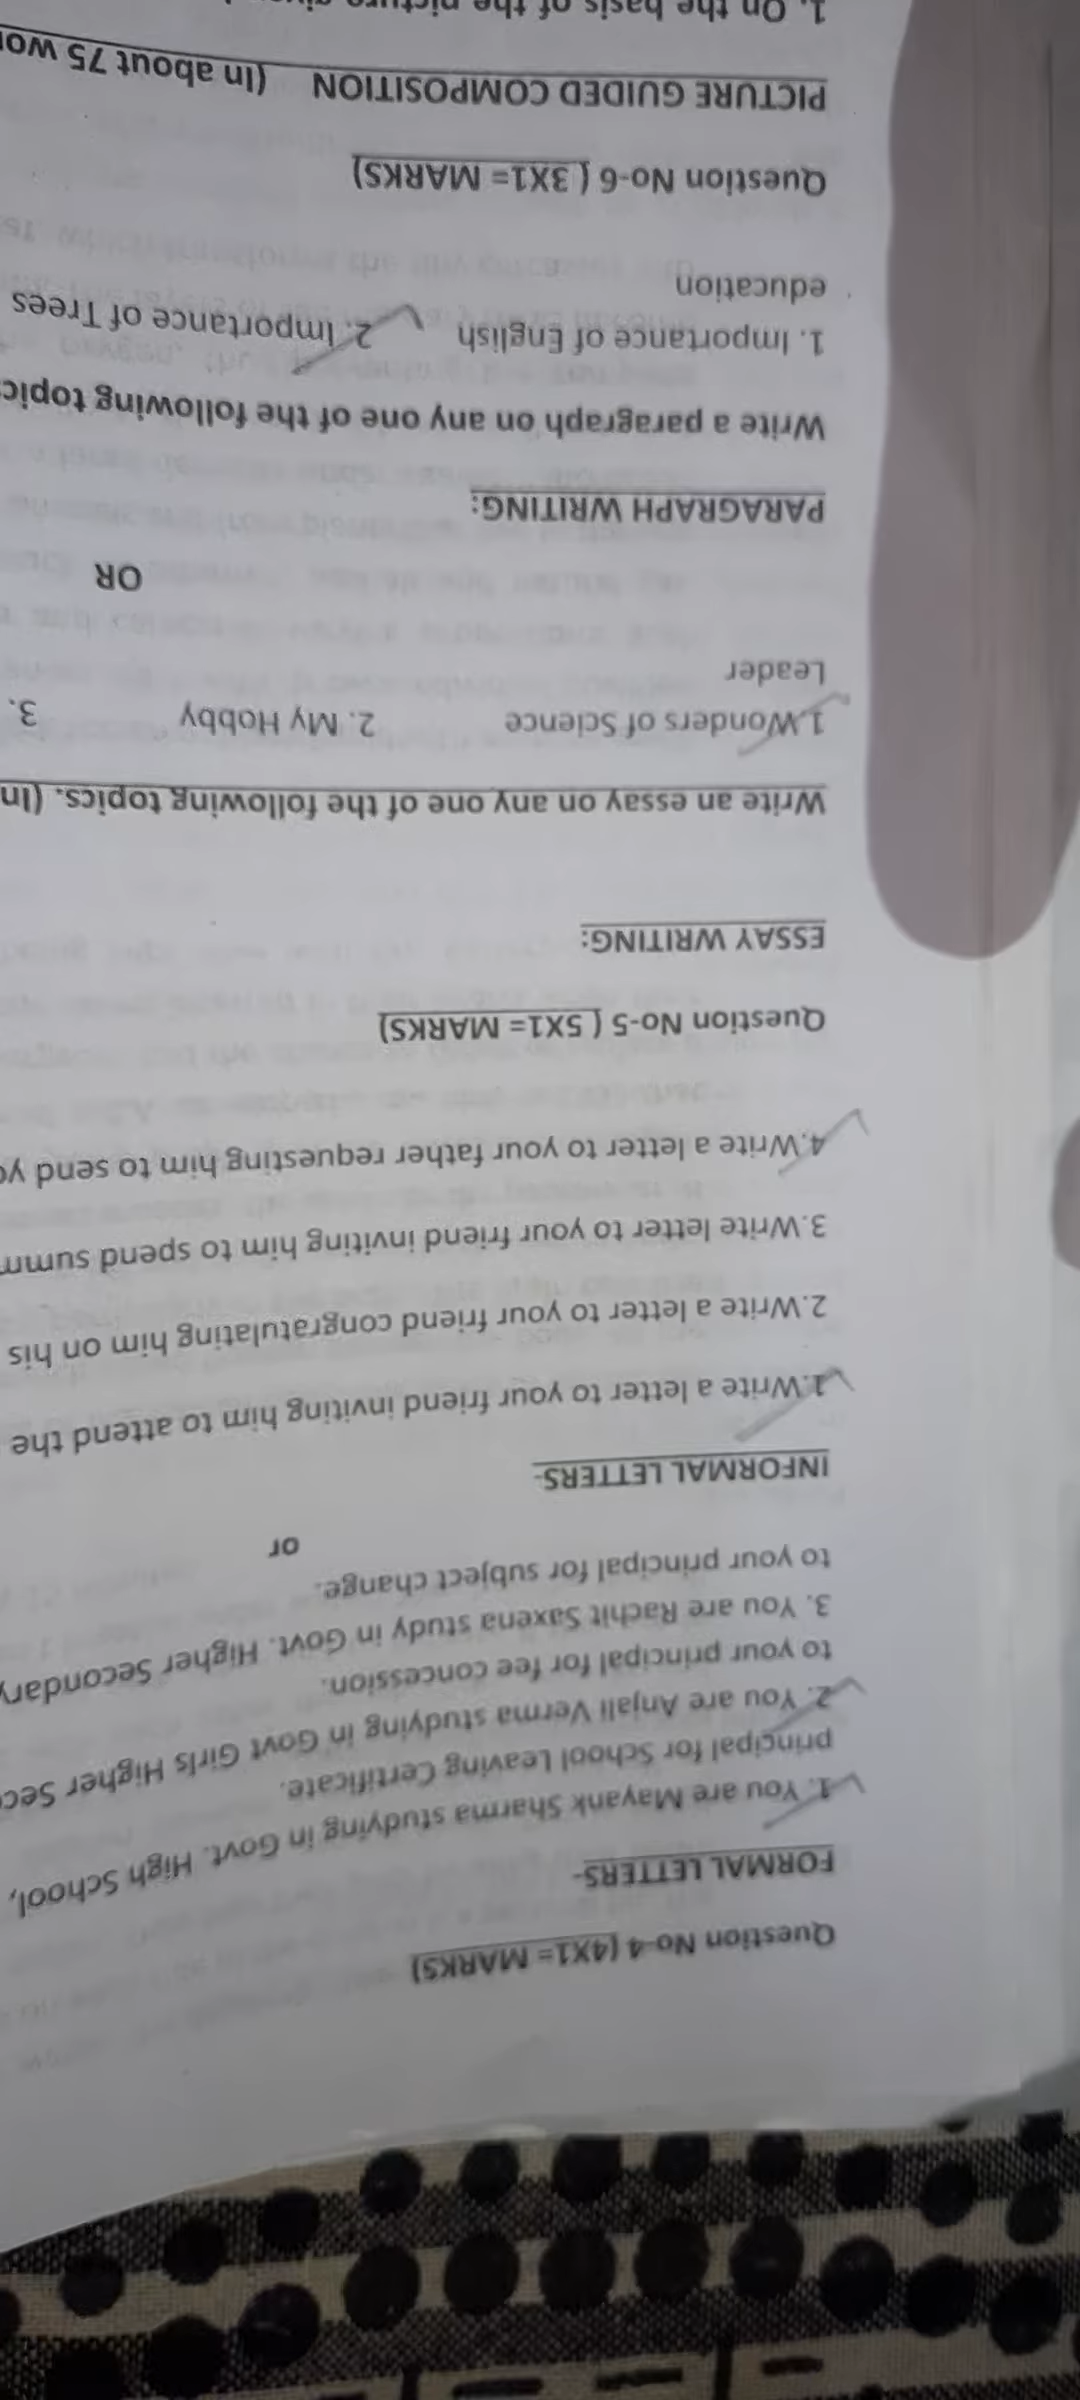 Question No-4 (4X1= MARKS)
FORMAL LETTERS-
1. You are Mayank Sharma studying in Govt. High School,
principal for School Leaving Certificate.
2. You are Anjali Verma studying in Govt Girls Higher Sec
to your principal for fee concession.
3. You are Rachit Saxena study in Govt. Higher Secondary
to your principal for subject change.
or
INFORMAL LETTERS-
1.Write a letter to your friend inviting him to attend the
2.Write a letter to your friend congratulating him on his
3.Write letter to your friend inviting him to spend summ
4.Write a letter to your father requesting him to send
Question No-5 ( 5X1= MARKS)
ESSAY WRITING:
Write an essay on any one of the following topics. (In
1.Wonders of Science 2. My Hobby 3.
Leader
OR
PARAGRAPH WRITING:
Write a paragraph on any one of the following topic
1. Importance of English 2. Importance of Trees
education
Question No-6 ( 3X1= MARKS)
PICTURE GUIDED COMPOSITION (In about 75 wor
1. On the basis of the picture